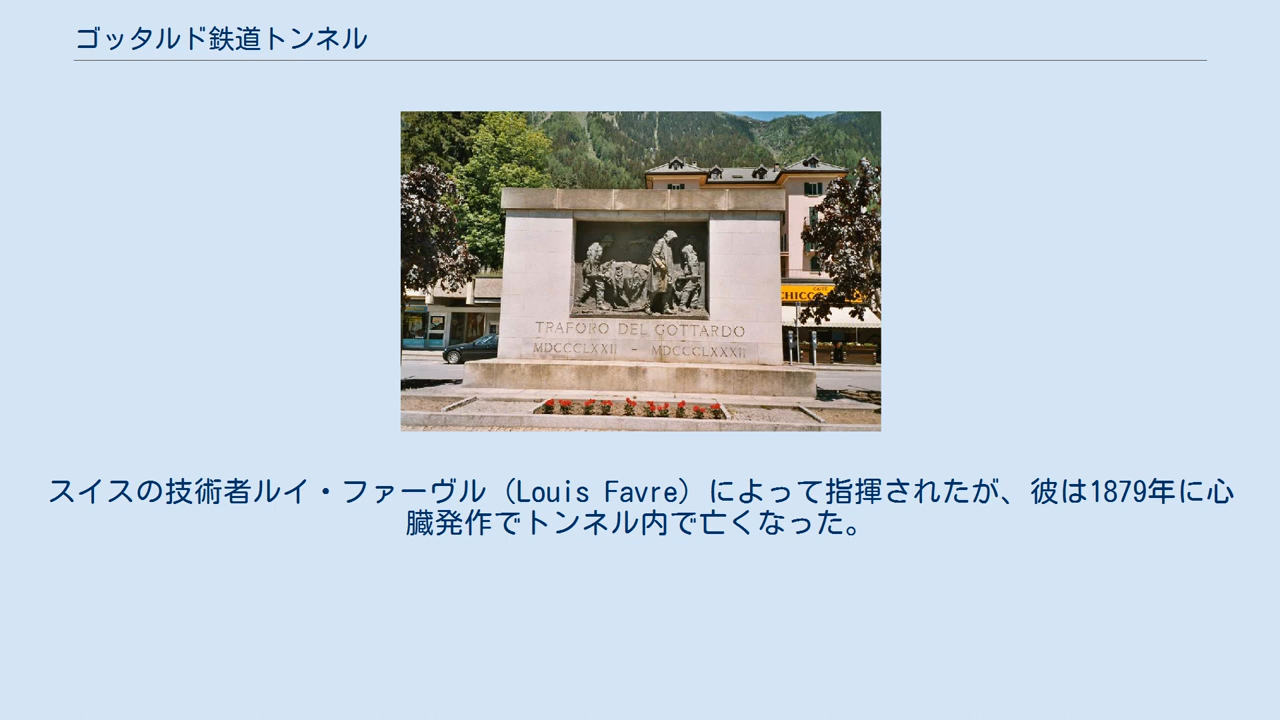 ゴッタルド鉄道トンネル
CAFFÈ
CHICC
TRAFORO DEL GOTTARDO
MDCCCLXXII - MDCCCLXXXII
スイスの技術者ルイ・ファーヴル（Louis Favre）によって指揮されたが、彼は1879年に心
臓発作でトンネル内で亡くなった。